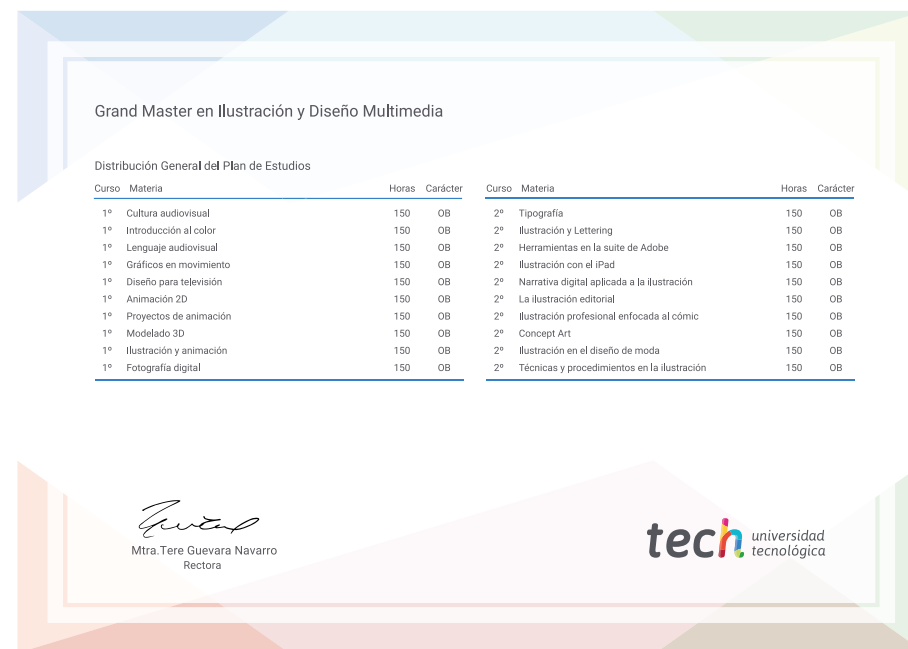 Grand Master en Ilustración y Diseño Multimedia
Distribución General del Plan de Estudios
Curso Materia Horas Carácter
1º Cultura audiovisual 150 OB
1º Introducción al color 150 OB
1º Lenguaje audiovisual 150 OB
1º Gráficos en movimiento 150 OB
1º Diseño para televisión 150 OB
1º Animación 2D 150 OB
1º Proyectos de animación 150 OB
1º Modelado 3D 150 OB
1º Ilustración y animación 150 OB
1º Fotografía digital 150 OB
Curso Materia Horas Carácter
2º Tipografía 150 OB
2º Ilustración y Lettering 150 OB
2º Herramientas en la suite de Adobe 150 OB
2º Ilustración con el iPad 150 OB
2º Narrativa digital aplicada a la ilustración 150 OB
2º La ilustración editorial 150 OB
2º Ilustración profesional enfocada al cómic 150 OB
2º Concept Art 150 OB
2º Ilustración en el diseño de moda 150 OB
2º Técnicas y procedimientos en la ilustración 150 OB
Mtra.Tere Guevara Navarro
Rectora
tech universidad
tecnológica